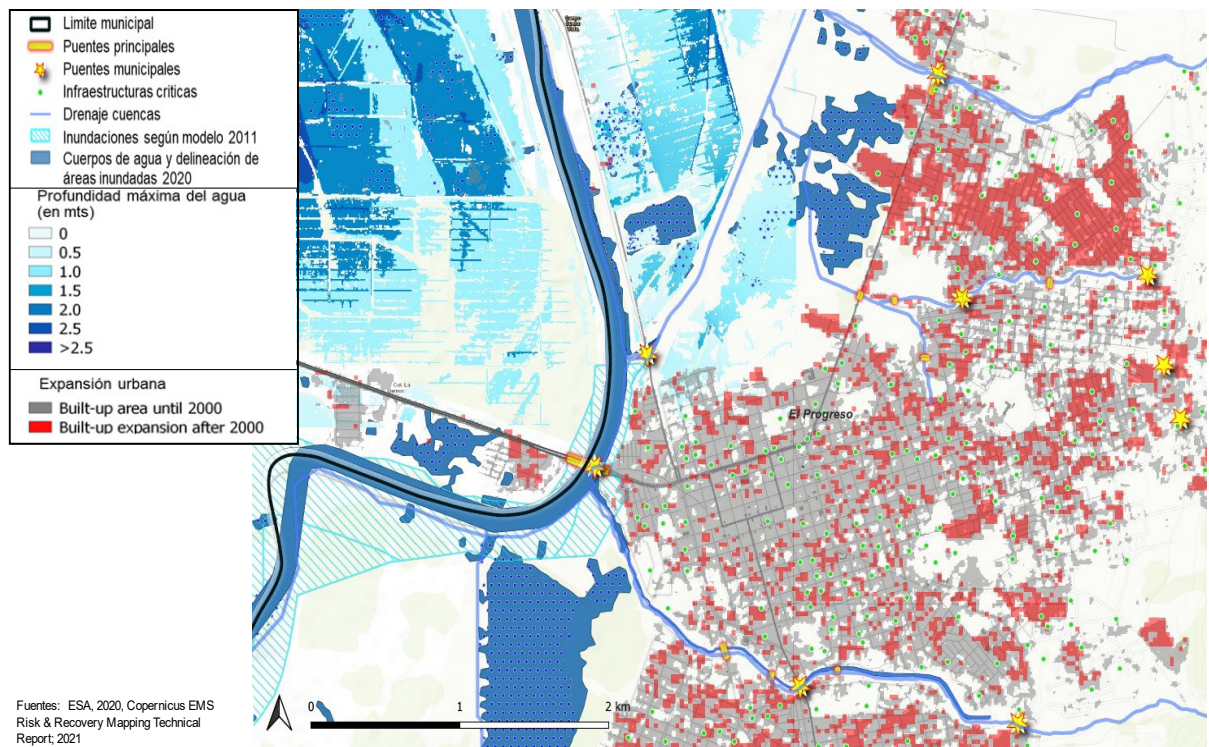 Limite municipal
Puentes principales
Puentes municipales
Infraestructuras criticas
Drenaje cuencas
Inundaciones según modelo 2011
Cuerpos de agua y delineación de
áreas inundadas 2020
Profundidad máxima del agua
(en mts)
0
0.5
1.0
1.5
2.0
2.5
>2.5
Expansión urbana
Built-up area until 2000
Built-up expansion after 2000
Col. La
El Progreso
0 1 2 km
Fuentes: ESA, 2020, Copernicus EMS
Risk & Recovery Mapping Technical
Report; 2021